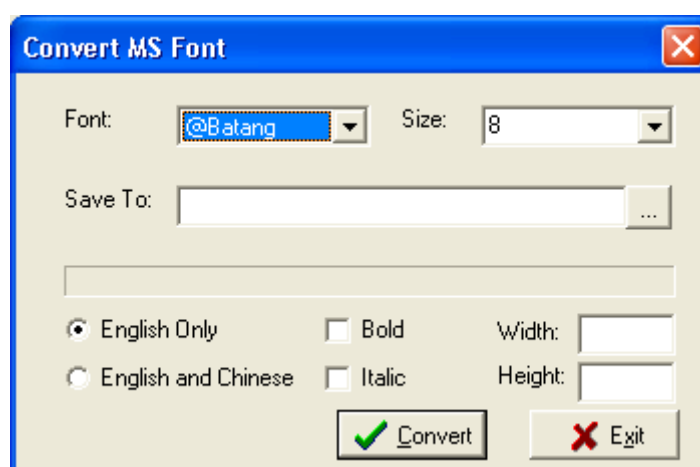 Convert MS Font
Font: @Batang Size: 8
Save To: ...
English Only Bold Width:
English and Chinese Italic Height:
Convert Exit